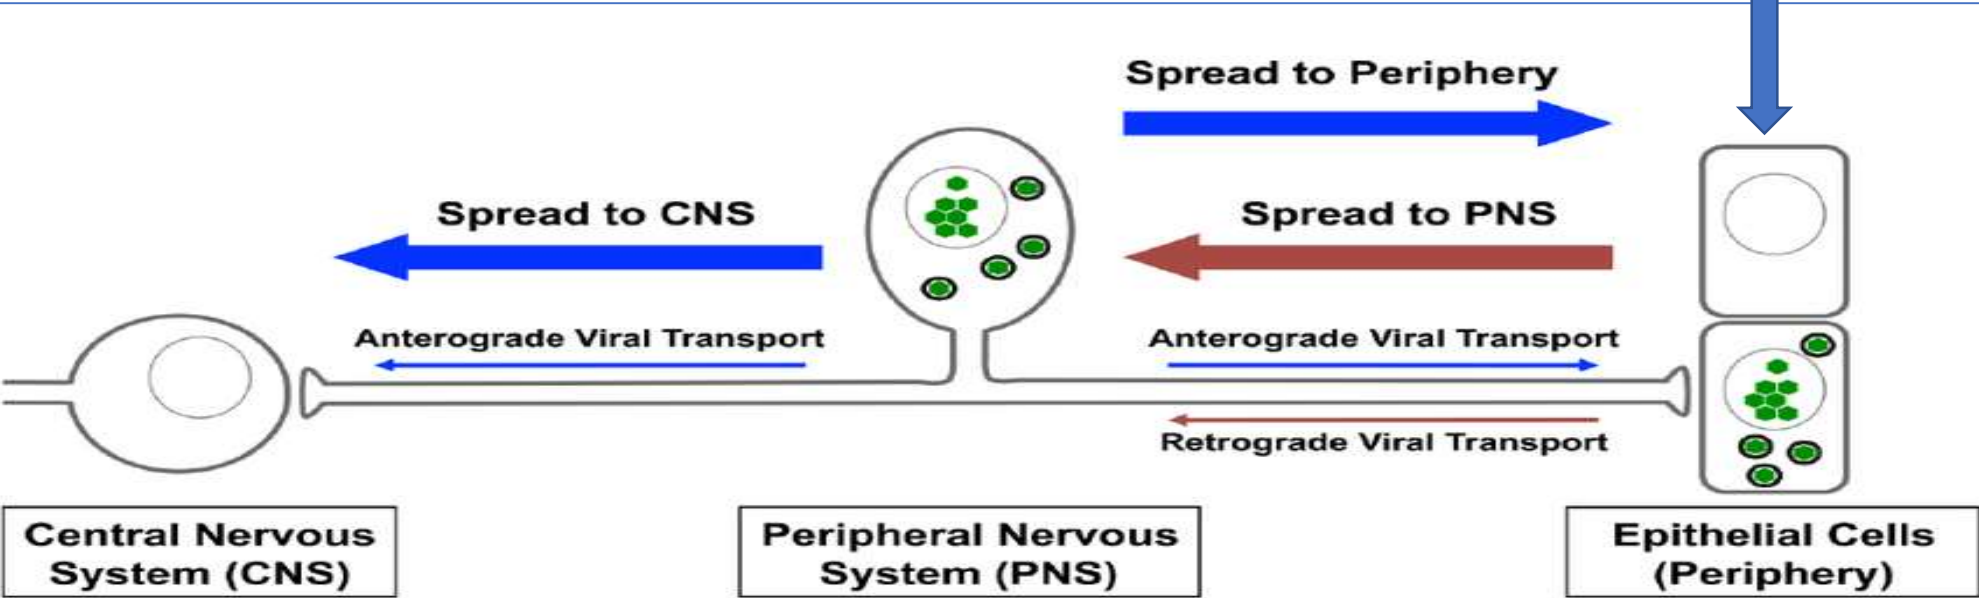 Spread to Periphery
Spread to CNS
Spread to PNS
Anterograde Viral Transport
Anterograde Viral Transport
Retrograde Viral Transport
Central Nervous
System (CNS)
Peripheral Nervous
System (PNS)
Epithelial Cells
(Periphery)